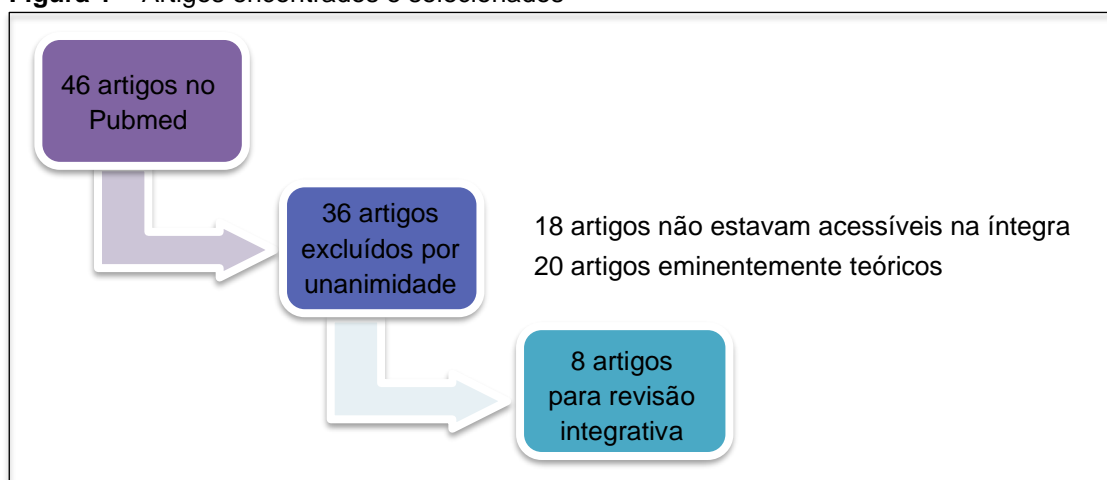 46 artigos no
Pubmed
36 artigos
excluídos por
unanimidade
18 artigos não estavam acessíveis na íntegra
20 artigos eminentemente teóricos
8 artigos
para revisão
integrativa